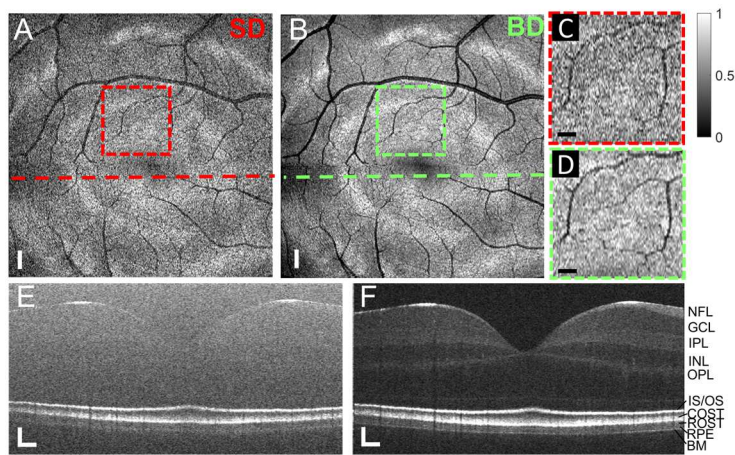 A
SD
B
BD
C
D
1
0.5
0
E
F
NFL
GCL
IPL
INL
OPL
IS/OS
COST
ROST
RPE
BM